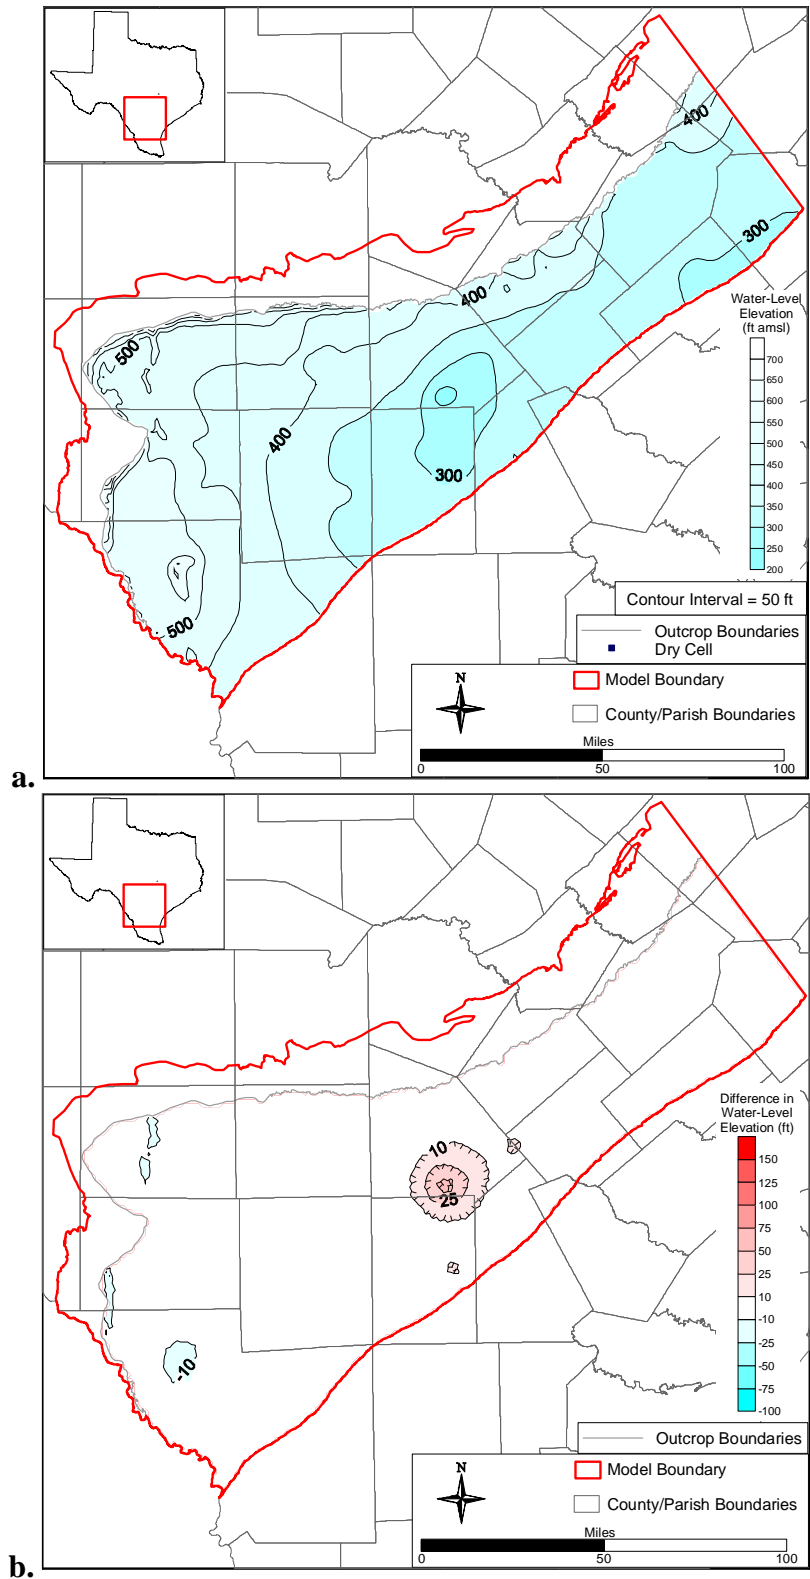 400
300
Water-Level
Elevation
(ft amsl)
400
500
700
650
600
550
500
450
400
350
300
250
200
400
300
500
Contour Interval = 50 ft
Outcrop Boundaries
Dry Cell
N
Model Boundary
County/Parish Boundaries
Miles
0
50
100
a.
Difference in
Water-Level
Elevation (ft)
150
125
100
75
50
25
10
-10
-25
-50
-75
-100
10
25
-10
Outcrop Boundaries
N
Model Boundary
County/Parish Boundaries
Miles
0
50
100
b.